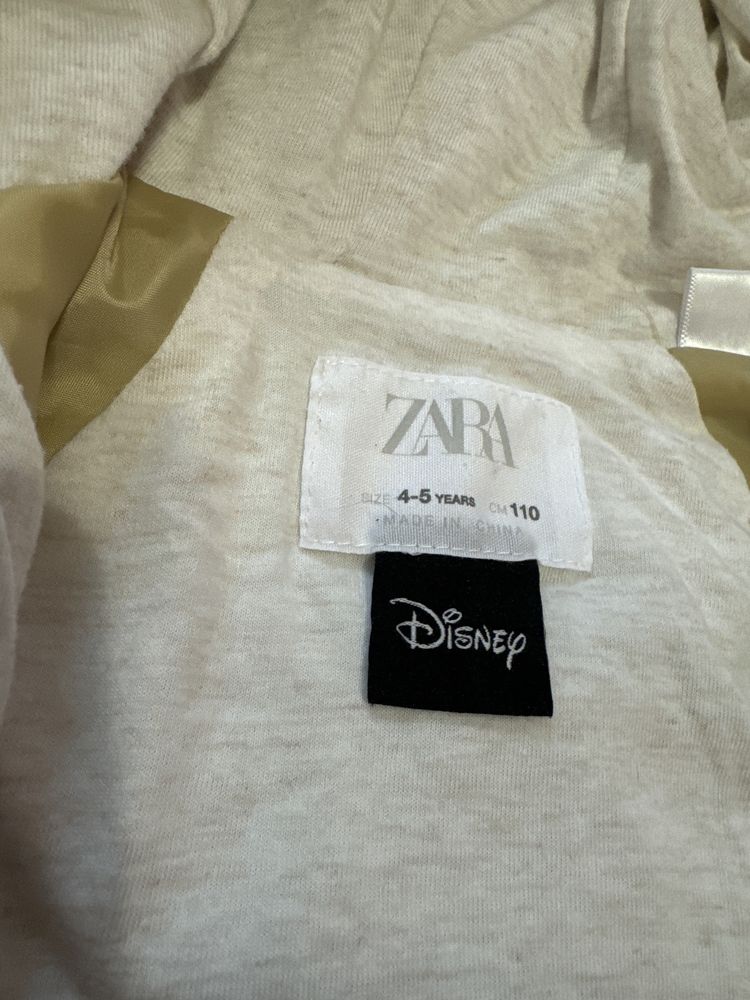 ZARA
SIZE 4-5 YEARS CM 110
MADE IN CHINA
Disney